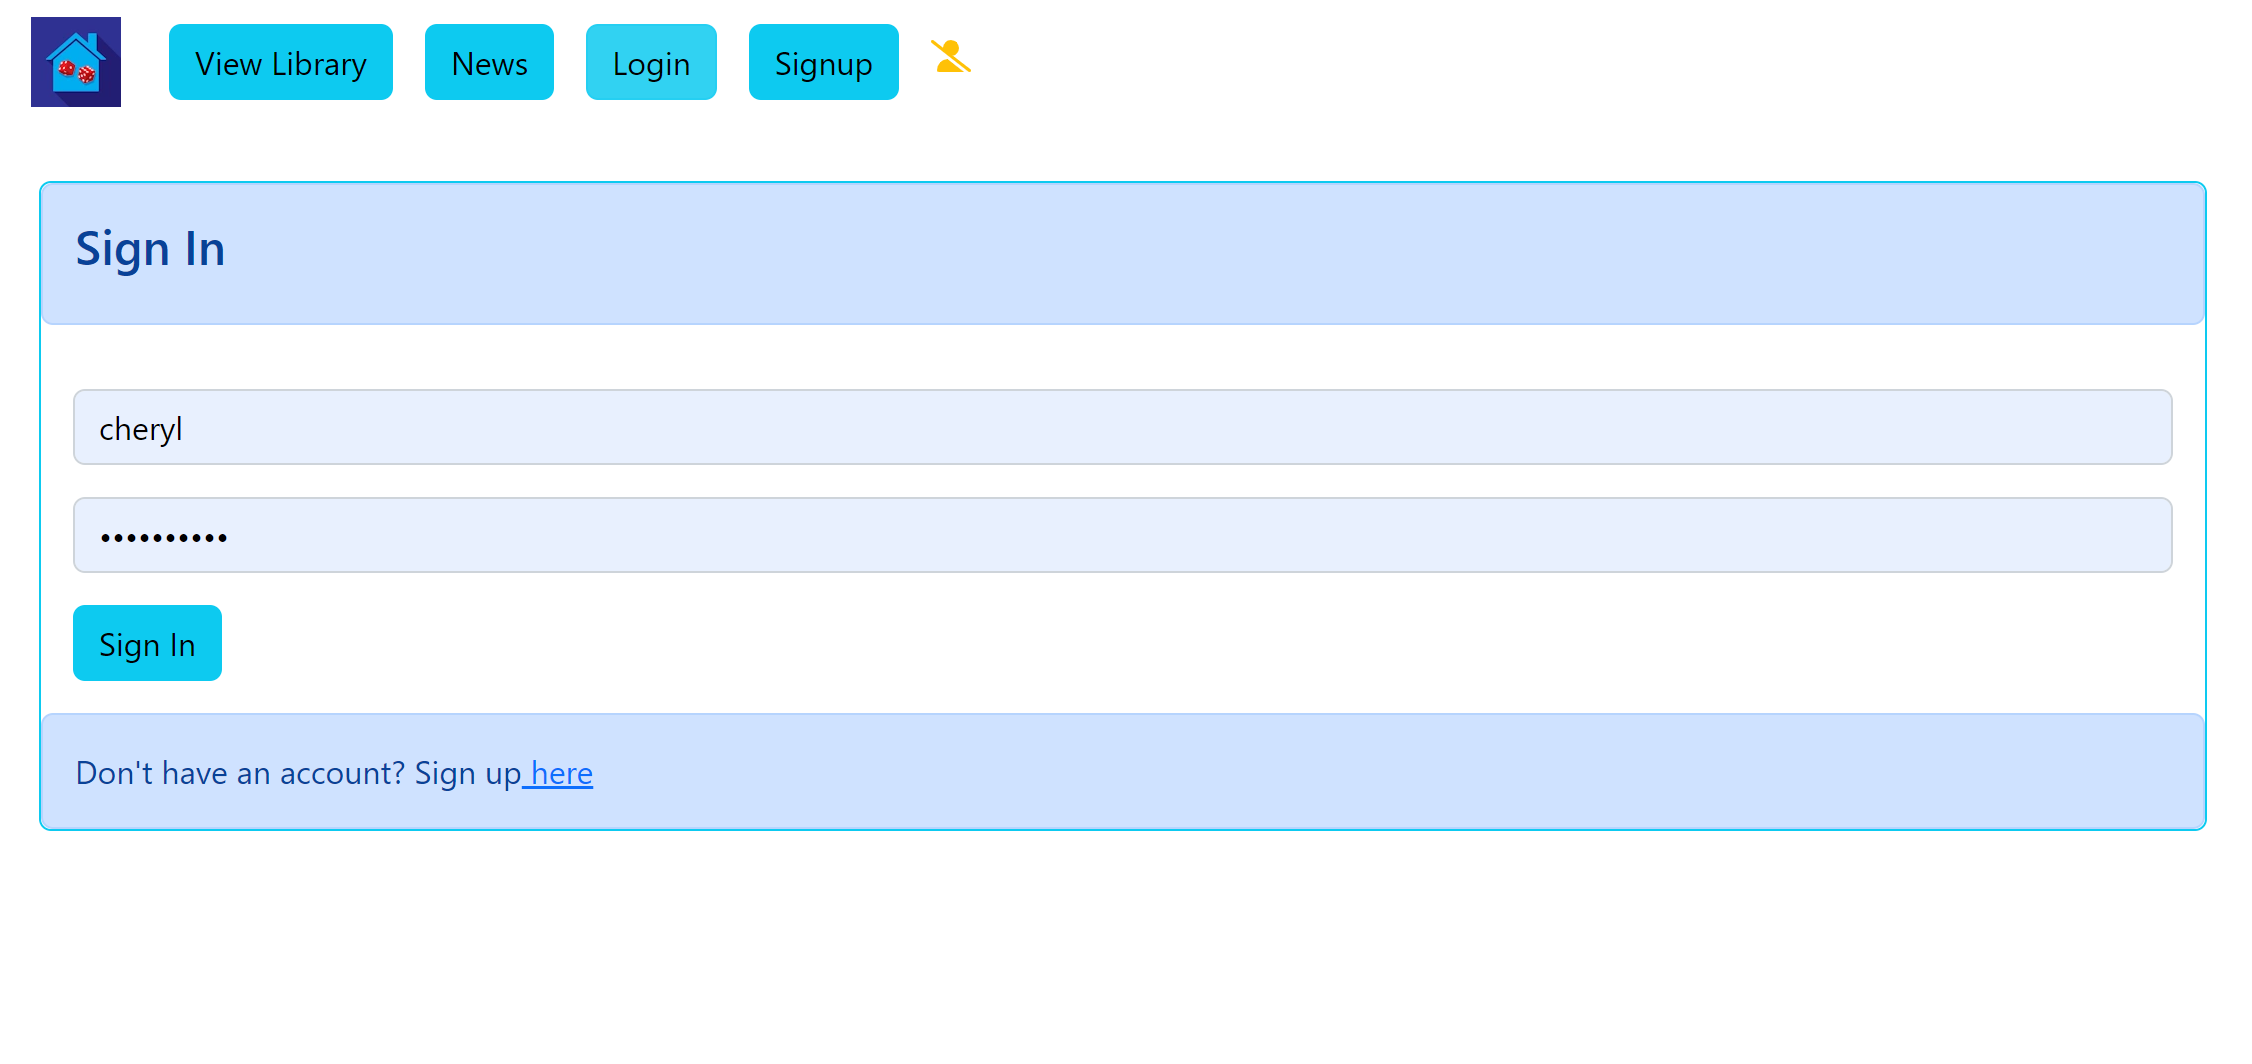 View Library News Login Signup
Sign In
cheryl
••••••••••
Sign In
Don't have an account? Sign up here